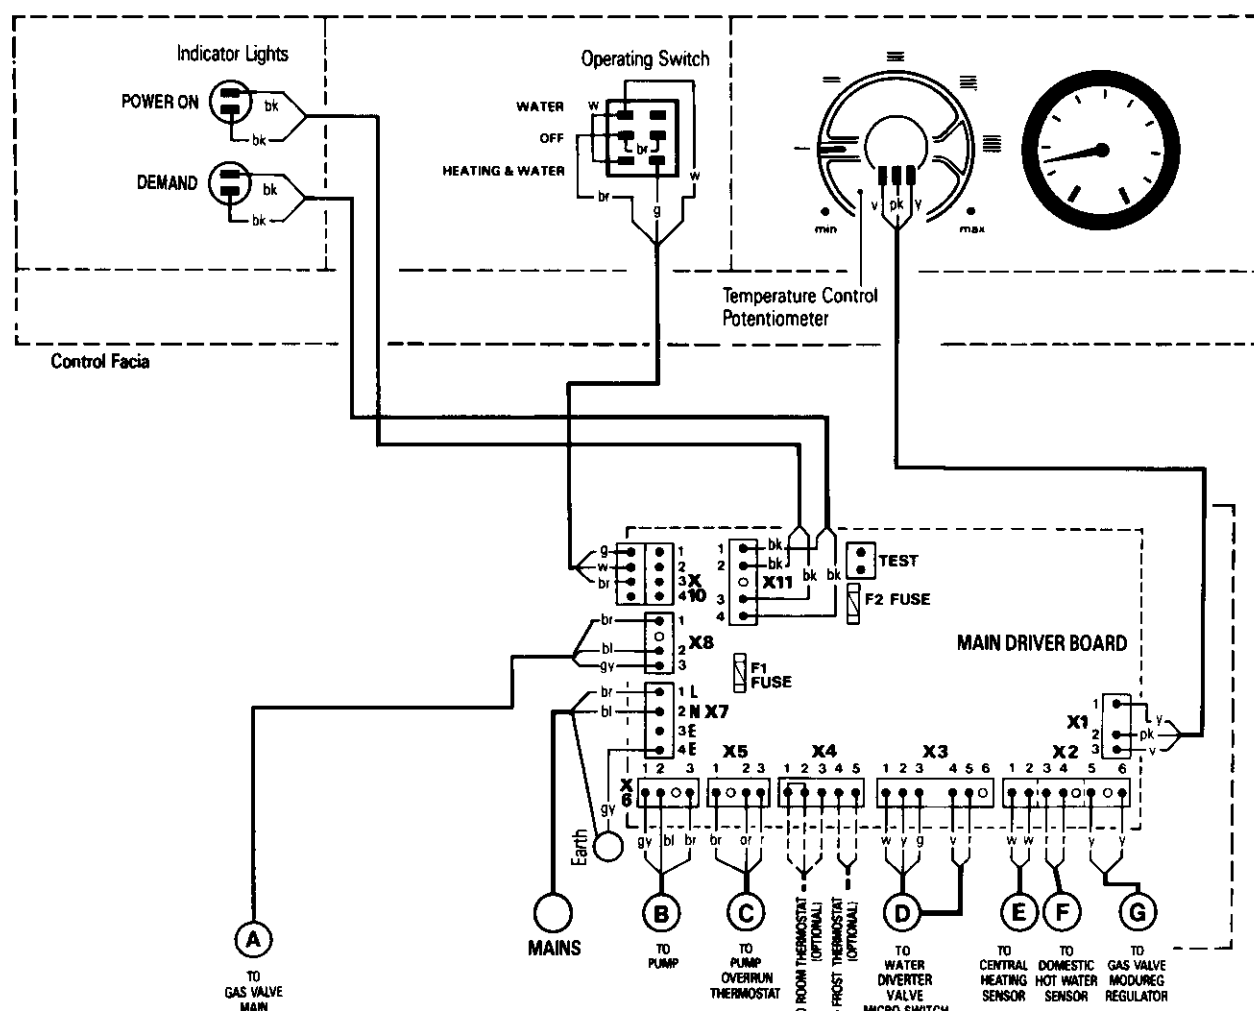 Indicator Lights
POWER ON
bk
bk
DEMAND
bk
bk
Operating Switch
WATER
OFF
HEATING & WATER
w
br
br
g
w
v pk y
min
max
Temperature Control
Potentiometer
Control Facia
g
w
br
1
2
3
4
X
10
1
2
3
4
bk
bk
bk
bk
X11
TEST
F2 FUSE
br
bl
gy
1
2
3
X8
F1
FUSE
MAIN DRIVER BOARD
br
bl
1 L
2 N X7
3 E
4 E
gy
Earth
1
2
3
X1
y
pk
v
X
6
1 2 3
X5
1 2 3
X4
1 2 3 4 5
X3
1 2 3 4 5 6
X2
1 2 3 4 5 6
gy bl br
br or r
w y g v r
w w r r y y
A
TO
GAS VALVE
MAIN
MAINS
B
TO
PUMP
C
TO
PUMP
OVERRUN
THERMOSTAT
ROOM THERMOSTAT
(OPTIONAL)
FROST THERMOSTAT
(OPTIONAL)
D
TO
WATER
DIVERTER
VALVE
MICRO SWITCH
E
TO
CENTRAL
HEATING
SENSOR
F
TO
DOMESTIC
HOT WATER
SENSOR
G
TO
GAS VALVE
MODUREG
REGULATOR